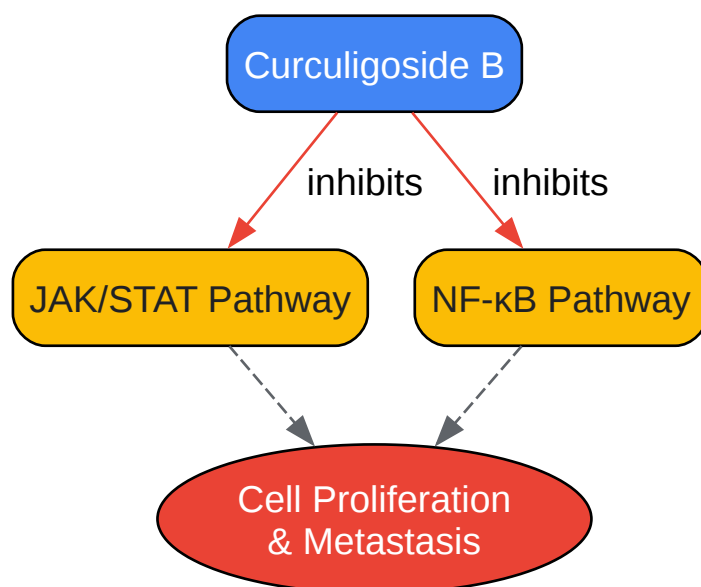 Curculigoside B
inhibits
inhibits
JAK/STAT Pathway
NF-κB Pathway
Cell Proliferation
& Metastasis